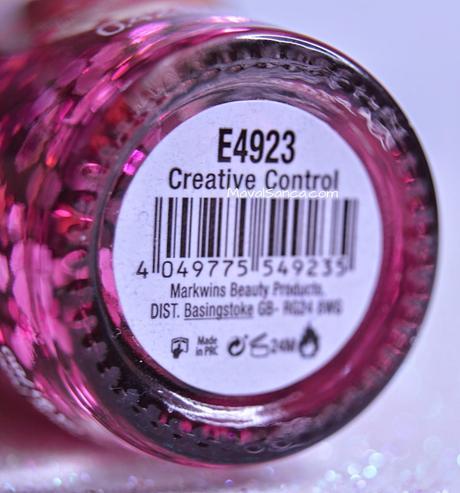 E4923
Creative Control
MavalSanca.com
4 049775 549235
Markwins Beauty Products.
DIST. Basingstoke GB- RG24 8WG
Made
in PRC
24M